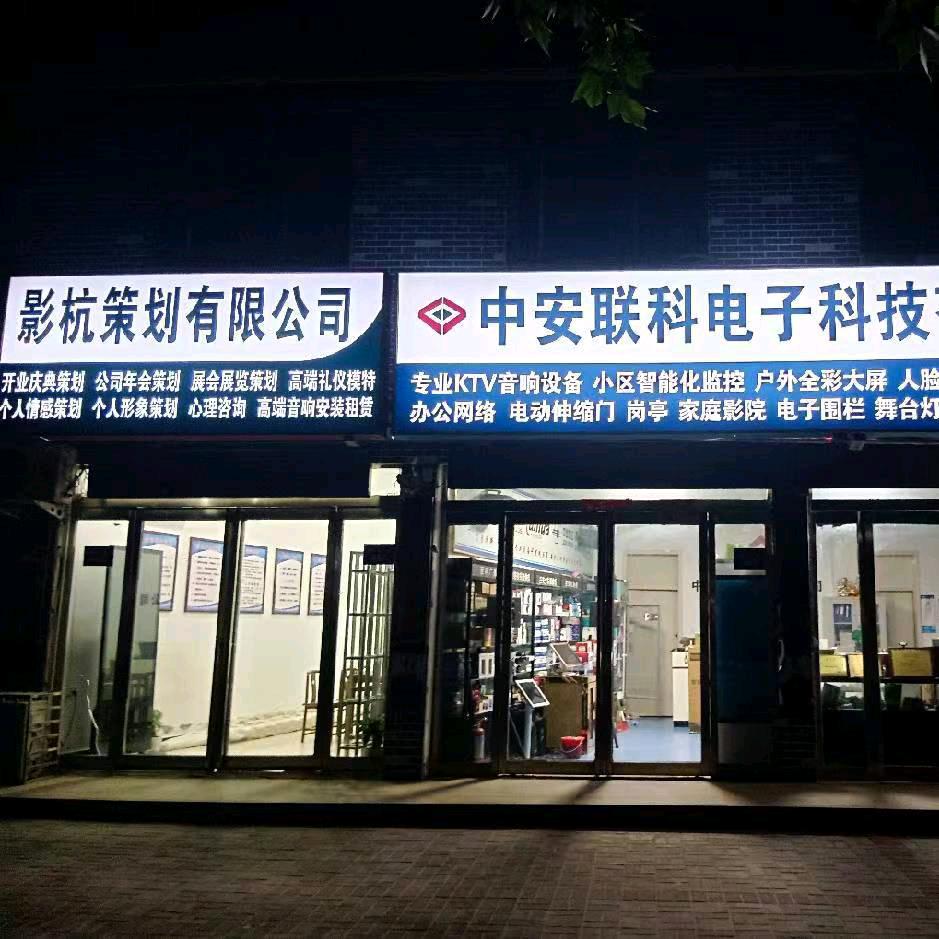 影杭策划有限公司
开业庆典策划 公司年会策划 展会展览策划 高端礼仪模特
个人情感策划 个人形象策划 心理咨询 高端音响安装租赁
中安联科电子科技
专业KTV音响设备 小区智能化监控 户外全彩大屏 人脸
办公网络 电动伸缩门 岗亭 家庭影院 电子围栏 舞台灯